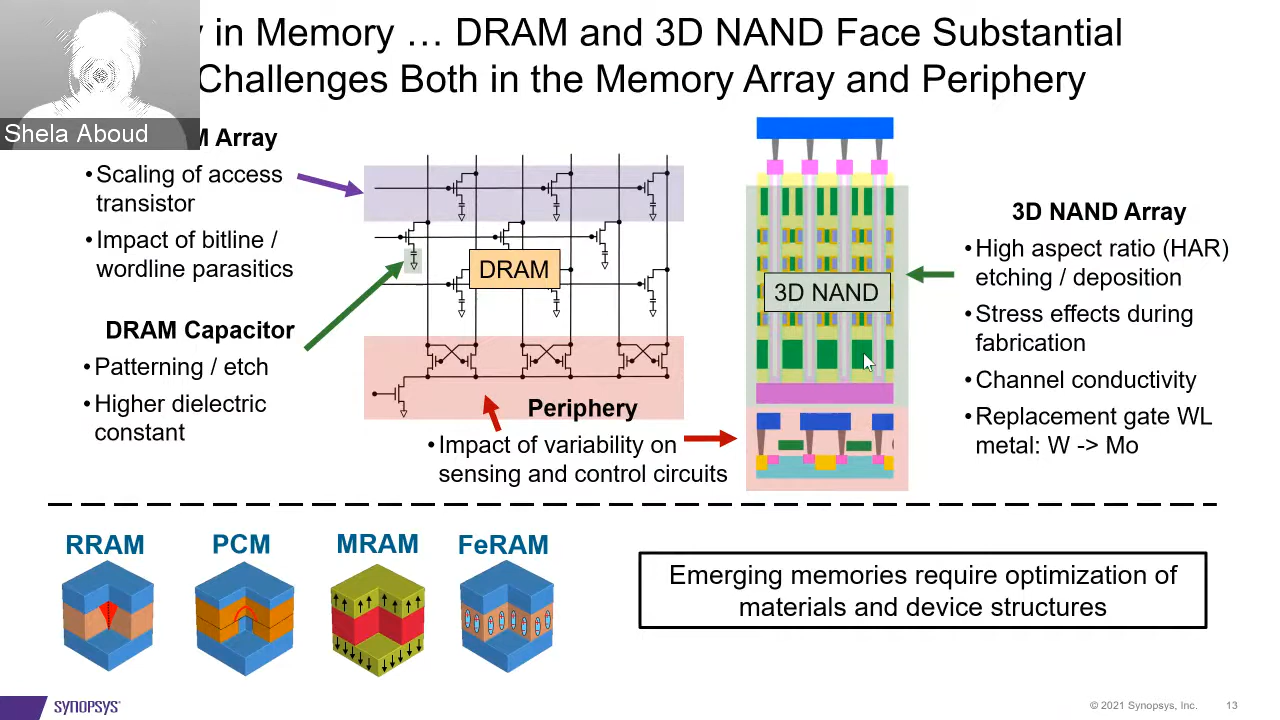 in Memory … DRAM and 3D NAND Face Substantial
Challenges Both in the Memory Array and Periphery
Shela Aboud
Array
•Scaling of access
transistor
•Impact of bitline /
wordline parasitics
DRAM Capacitor
•Patterning / etch
•Higher dielectric
constant
DRAM
Periphery
•Impact of variability on
sensing and control circuits
3D NAND
3D NAND Array
•High aspect ratio (HAR)
etching / deposition
•Stress effects during
fabrication
•Channel conductivity
•Replacement gate WL
metal: W -> Mo
RRAM
PCM
MRAM
FeRAM
Emerging memories require optimization of
materials and device structures
SYNOPSYS®
© 2021 Synopsys, Inc.
13